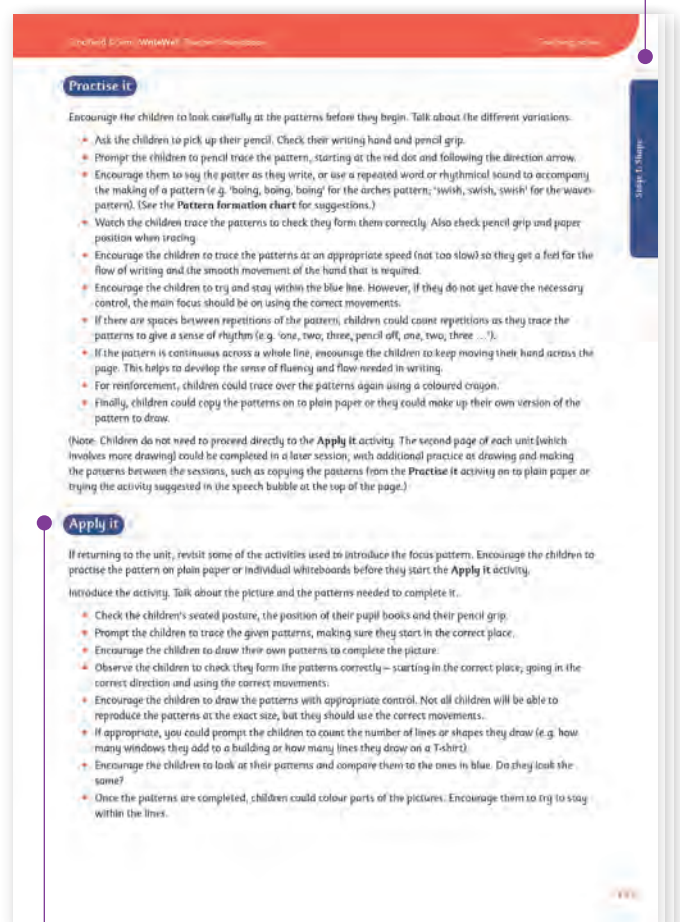 WriteWell
Practise it
Encourage the children to look carefully at the patterns before they begin. Talk about the different variations.
Ask the children to pick up their pencil. Check their writing hand and pencil grip.
Prompt the children to pencil trace the pattern, starting at the red dot and following the direction arrow.
Encourage them to say the patter as they write, or use a repeated word or rhythmical sound to accompany
the making of a pattern (e.g. 'boing, boing, boing' for the arches pattern; 'swish, swish, swish' for the waves
pattern). (See the Pattern formation chart for suggestions.)
Watch the children trace the patterns to check they form them correctly. Also check pencil grip and paper
position when tracing.
Encourage the children to trace the patterns at an appropriate speed (not too slow) so they get a feel for the
flow of writing and the smooth movement of the hand that is required.
Encourage the children to try and stay within the blue line. However, if they do not yet have the necessary
control, the main focus should be on using the correct movements.
If there are spaces between repetitions of the pattern, children could count repetitions as they trace the
patterns to give a sense of rhythm (e.g. 'one, two, three, pencil off, one, two, three ...').
If the pattern is continuous across a whole line, encourage the children to keep moving their hand across the
page. This helps to develop the sense of fluency and flow needed in writing.
For reinforcement, children could trace over the patterns again using a coloured crayon.
Finally, children could copy the patterns on to plain paper or they could make up their own version of the
pattern to draw.
(Note: Children do not need to proceed directly to the Apply it activity. The second page of each unit (which
involves more drawing) could be completed in a later session, with additional practice at drawing and making
the patterns between the sessions, such as copying the patterns from the Practise it activity on to plain paper or
trying the activity suggested in the speech bubble at the top of the page.)
Stage 1: Shape
Apply it
If returning to the unit, revisit some of the activities used to introduce the focus pattern. Encourage the children to
practise the pattern on plain paper or individual whiteboards before they start the Apply it activity.
Introduce the activity. Talk about the picture and the patterns needed to complete it.
Check the children's seated posture, the position of their pupil books and their pencil grip.
Prompt the children to trace the given patterns, making sure they start in the correct place.
Encourage the children to draw their own patterns to complete the picture.
Observe the children to check they form the patterns correctly – starting in the correct place, going in the
correct direction and using the correct movements.
Encourage the children to draw the patterns with appropriate control. Not all children will be able to
reproduce the patterns at the exact size, but they should use the correct movements.
If appropriate, you could prompt the children to count the number of lines or shapes they draw (e.g. how
many windows they add to a building or how many lines they draw on a T-shirt).
Encourage the children to look at their patterns and compare them to the ones in blue. Do they look the
same?
Once the patterns are completed, children could colour parts of the pictures. Encourage them to try to stay
within the lines.